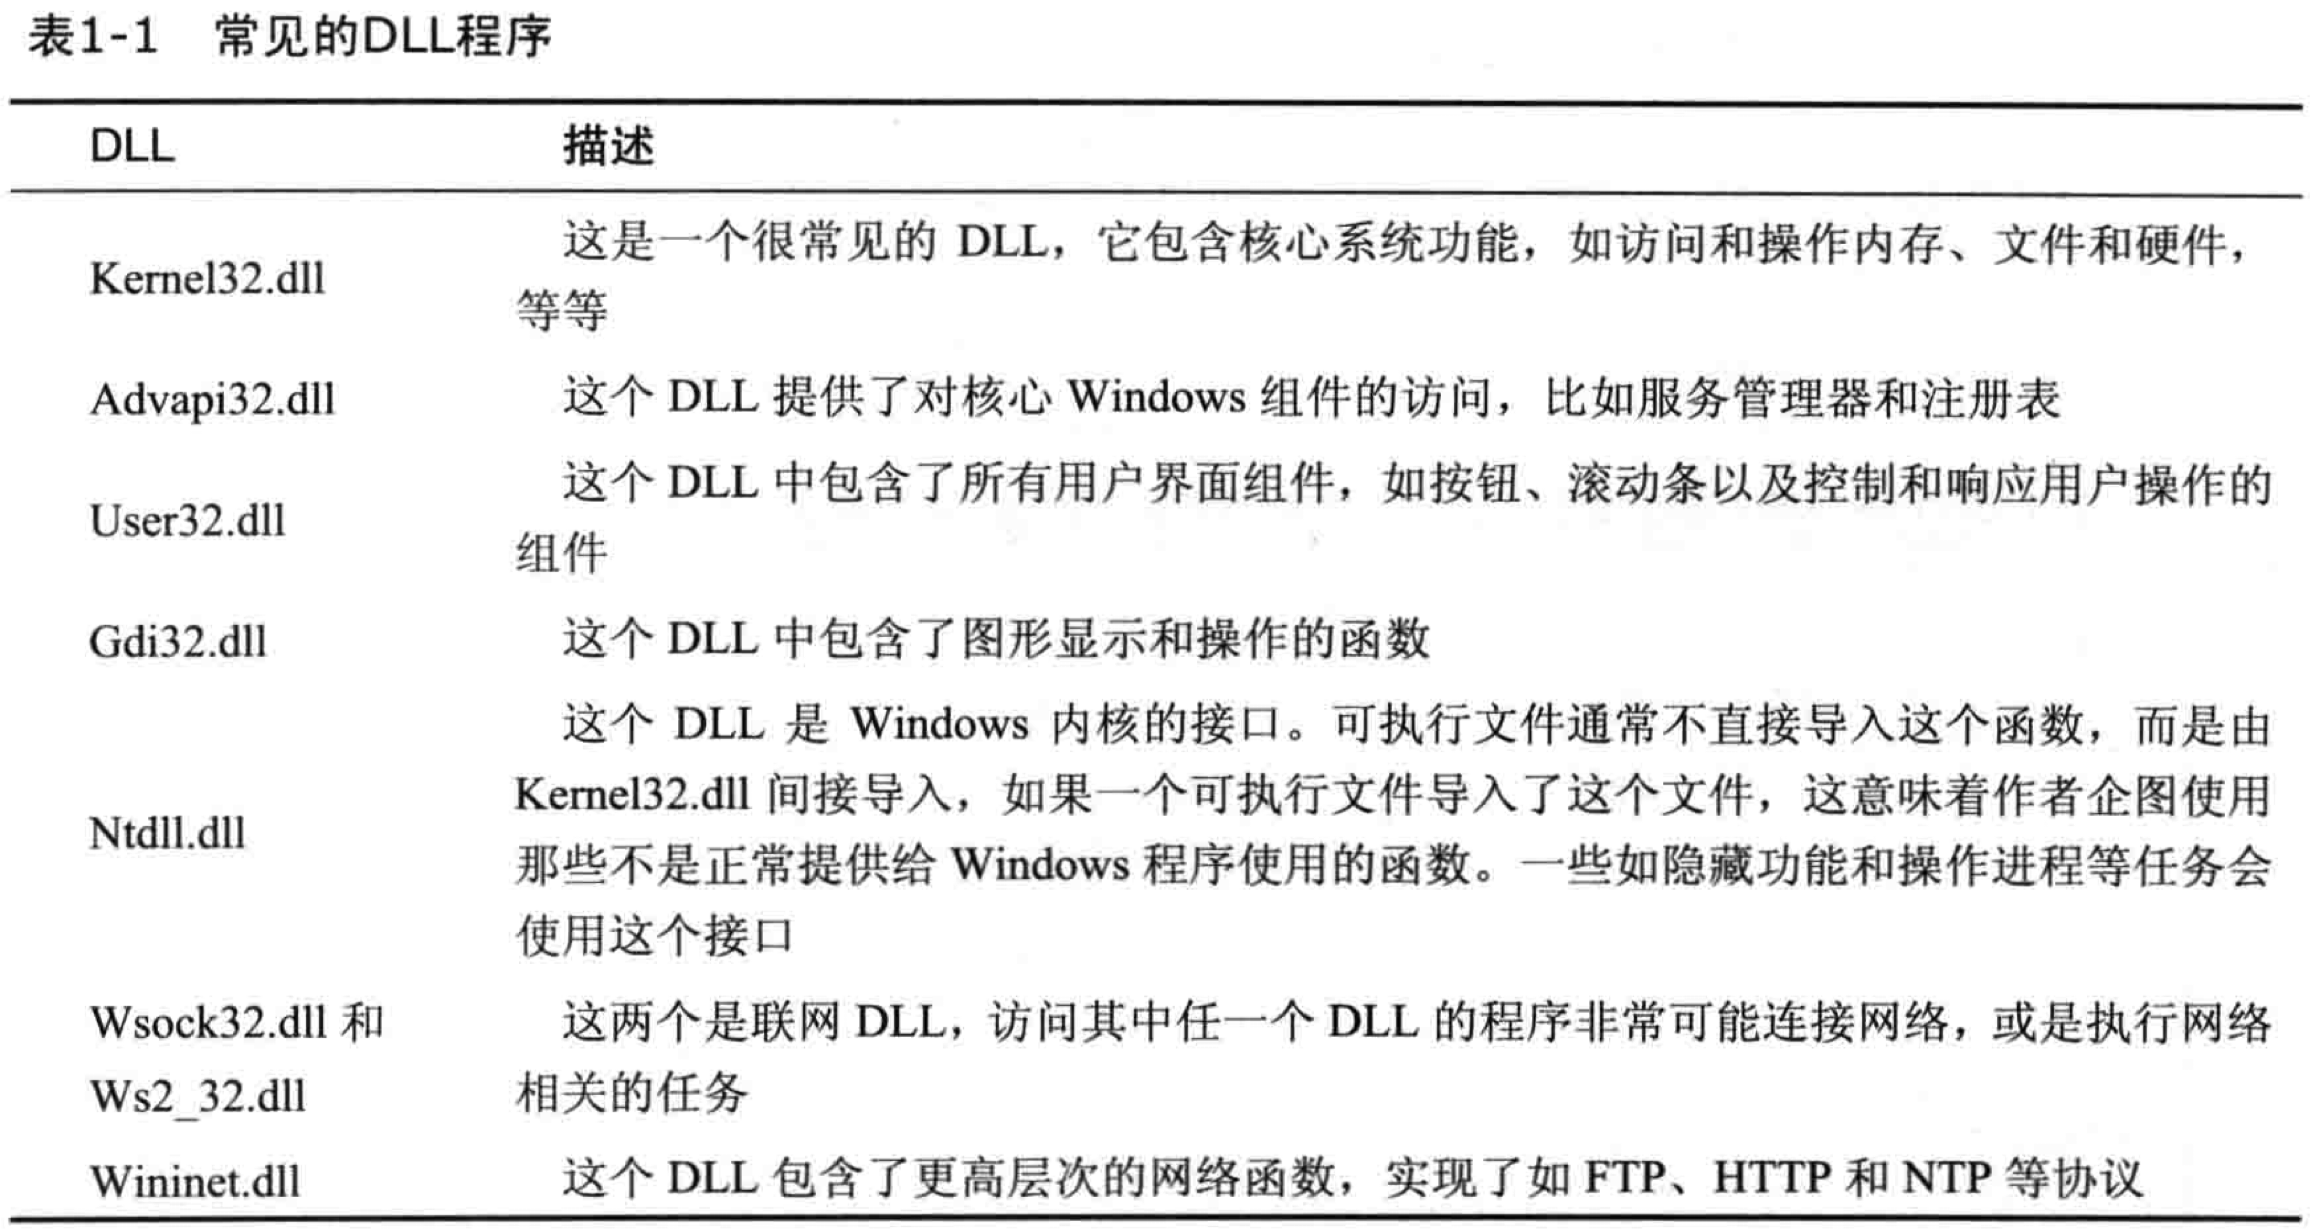 表1-1 常见的DLL程序
DLL 描述
Kernel32.dll
这是一个很常见的 DLL，它包含核心系统功能，如访问和操作内存、文件和硬件，
等等
Advapi32.dll 这个 DLL 提供了对核心 Windows 组件的访问，比如服务管理器和注册表
User32.dll
这个 DLL 中包含了所有用户界面组件，如按钮、滚动条以及控制和响应用户操作的
组件
Gdi32.dll 这个 DLL 中包含了图形显示和操作的函数
Ntdll.dll
这个 DLL 是 Windows 内核的接口。可执行文件通常不直接导入这个函数，而是由
Kernel32.dll 间接导入，如果一个可执行文件导入了这个文件，这意味着作者企图使用
那些不是正常提供给 Windows 程序使用的函数。一些如隐藏功能和操作进程等任务会
使用这个接口
Wsock32.dll 和
Ws2_32.dll
这两个是联网 DLL，访问其中任一个 DLL 的程序非常可能连接网络，或是执行网络
相关的任务
Wininet.dll 这个 DLL 包含了更高层次的网络函数，实现了如 FTP、HTTP 和 NTP 等协议